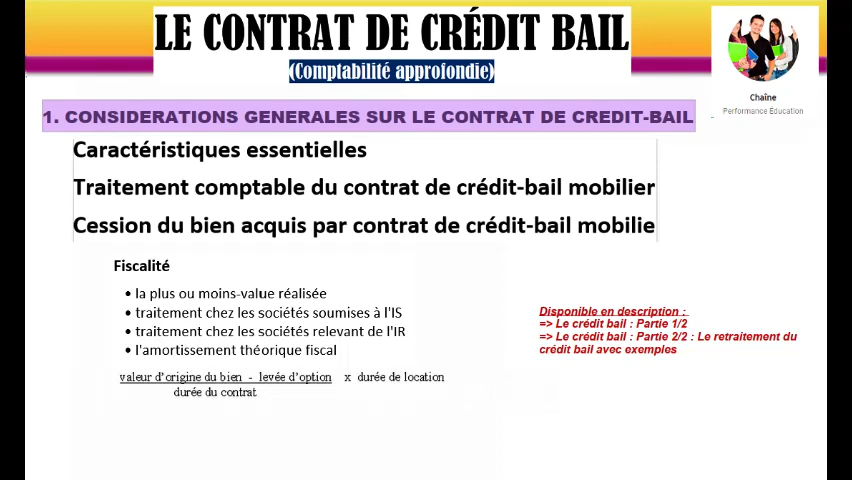 LE CONTRAT DE CRÉDIT BAIL
(Comptabilité approfondie)
Chaîne
Performance Education
1. CONSIDERATIONS GENERALES SUR LE CONTRAT DE CREDIT-BAIL
Caractéristiques essentielles
Traitement comptable du contrat de crédit-bail mobilier
Cession du bien acquis par contrat de crédit-bail mobilie
Fiscalité
• la plus ou moins-value réalisée
• traitement chez les sociétés soumises à l'IS
• traitement chez les sociétés relevant de l'IR
• l'amortissement théorique fiscal
valeur d'origine du bien - levée d'option x durée de location
durée du contrat
Disponible en description :
=> Le crédit bail : Partie 1/2
=> Le crédit bail : Partie 2/2 : Le retraitement du
crédit bail avec exemples